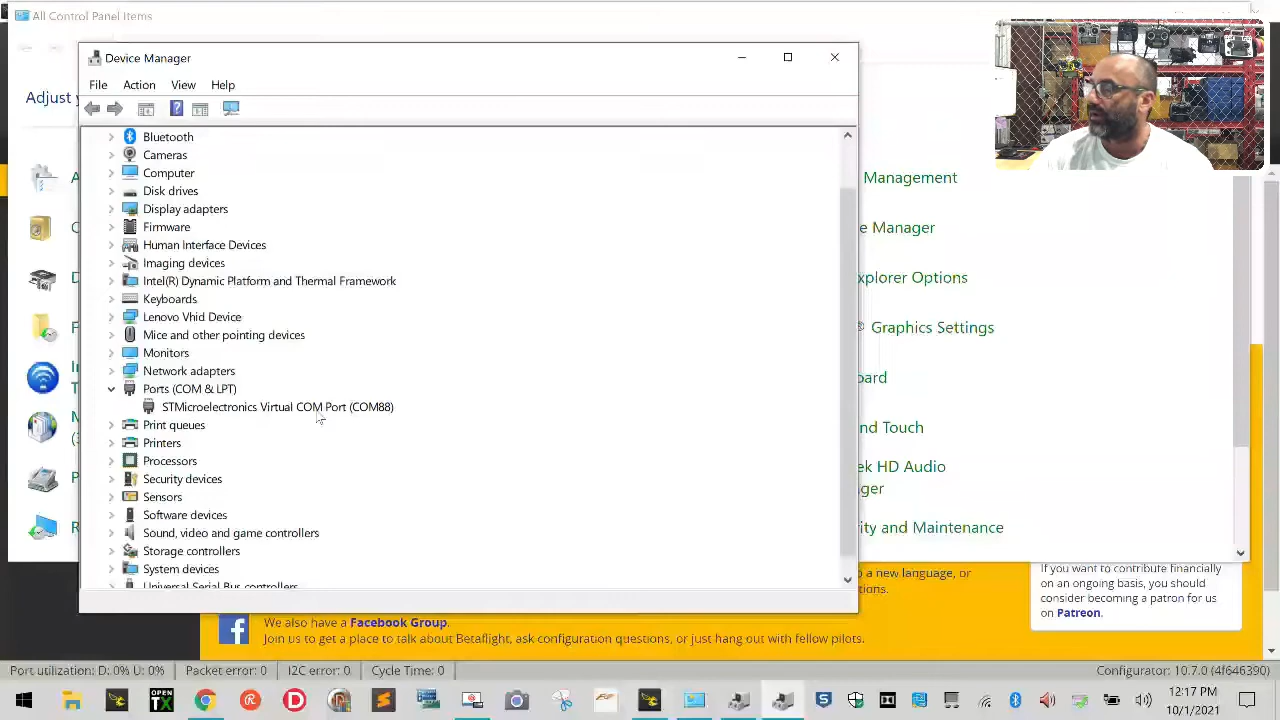 All Control Panel Items
Device Manager
File Action View Help
Adjust
Bluetooth
Cameras
Computer
Disk drives
Display adapters
Firmware
Human Interface Devices
Imaging devices
Intel(R) Dynamic Platform and Thermal Framework
Keyboards
Lenovo Vhid Device
Mice and other pointing devices
Monitors
Network adapters
Ports (COM & LPT)
STMicroelectronics Virtual COM Port (COM88)
Print queues
Printers
Processors
Security devices
Sensors
Software devices
Sound, video and game controllers
Storage controllers
System devices
Universal Serial Bus controllers
Management
e Manager
xplorer Options
® Graphics Settings
oard
nd Touch
ek HD Audio
ger
ity and Maintenance
a new language, or
tions.
If you want to contribute financially
on an ongoing basis, you should
consider becoming a patron for us
on Patreon.
We also have a Facebook Group.
Join us to get a place to talk about Betaflight, ask configuration questions, or just hang out with fellow pilots.
Port utilization: D: 0% U: 0% Packet error: 0 I2C error: 0 Cycle Time: 0 Configurator: 10.7.0 (4f646390)
OPEN
TX
12:17 PM
10/1/2021